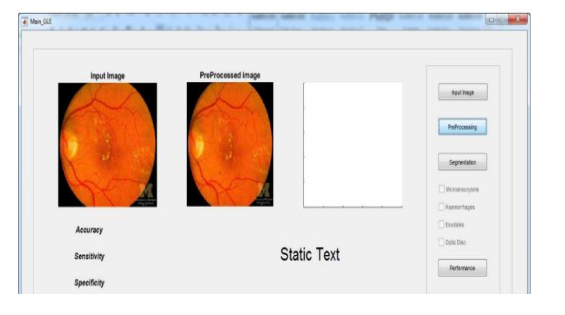 Main_GUI
Input Image
PreProcessed image
Input Image
PreProcessing
Segmentation
Microaneurysms
Haemorrhages
Exudates
Optic Disc
Performance
Accuracy
Sensitivity
Specificity
Static Text